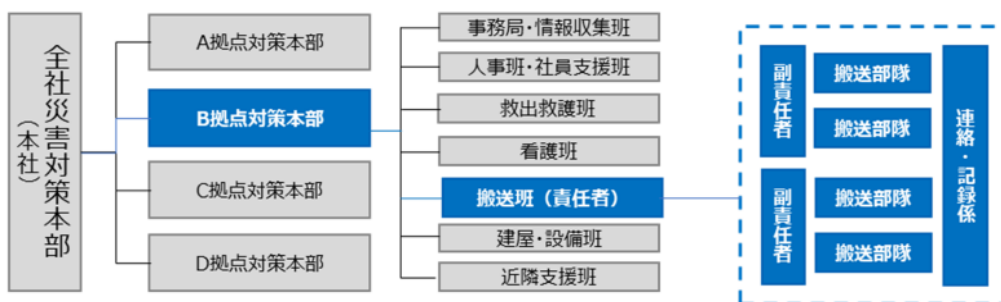 全社災害対策本部
（本社）
A拠点対策本部
B拠点対策本部
C拠点対策本部
D拠点対策本部
事務局・情報収集班
人事班・社員支援班
救出救護班
看護班
搬送班（責任者）
建屋・設備班
近隣支援班
副責任者
搬送部隊
搬送部隊
副責任者
搬送部隊
搬送部隊
連絡・記録係